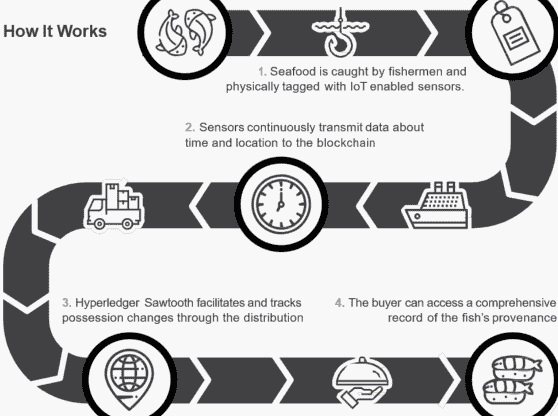 How It Works
1. Seafood is caught by fishermen and
physically tagged with IoT enabled sensors.
2. Sensors continuously transmit data about
time and location to the blockchain
3. Hyperledger Sawtooth facilitates and tracks
possession changes through the distribution
4. The buyer can access a comprehensive
record of the fish's provenance